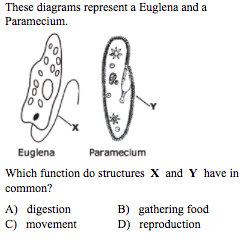 These diagrams represent a Euglena and a
Paramecium.
X
Y
Euglena Paramecium
Which function do structures X and Y have in
common?
A) digestion B) gathering food
C) movement D) reproduction